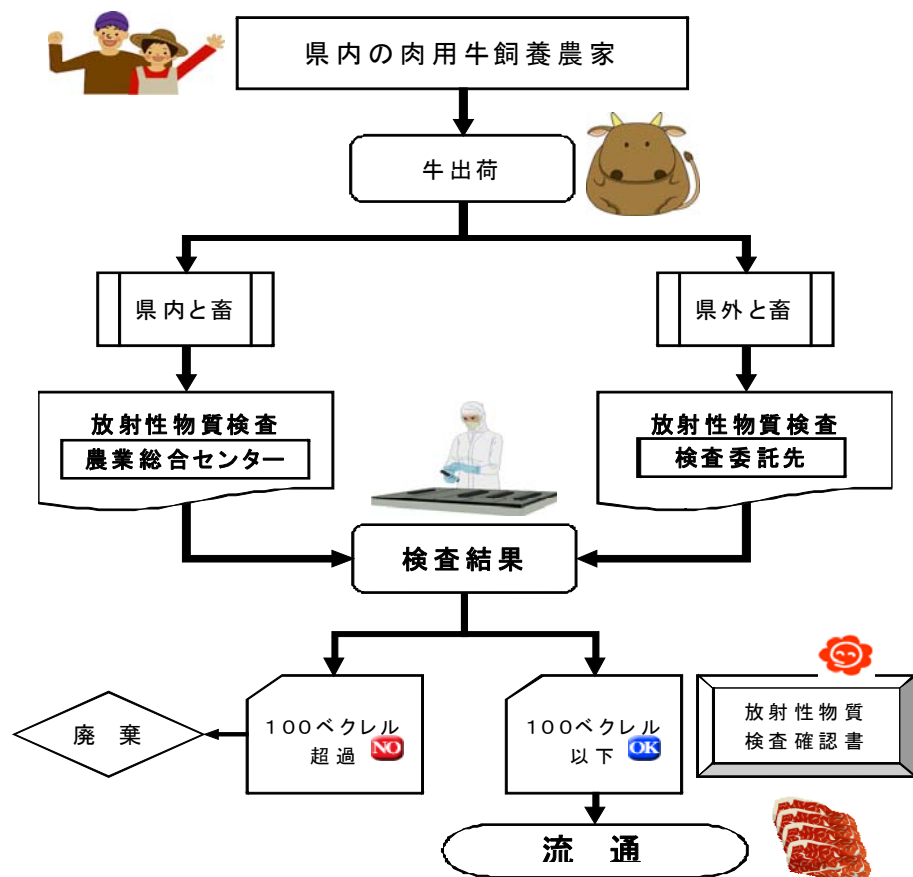 県内の肉用牛飼養農家
牛出荷
県内と畜
県外と畜
放射性物質検査
農業総合センター
放射性物質検査
検査委託先
検査結果
廃棄
100ベクレル
超過 NO
100ベクレル
以下 OK
放射性物質
検査確認書
流通